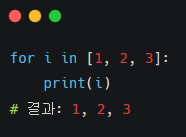 for i in [1, 2, 3]:
    print(i)
# 결과: 1, 2, 3